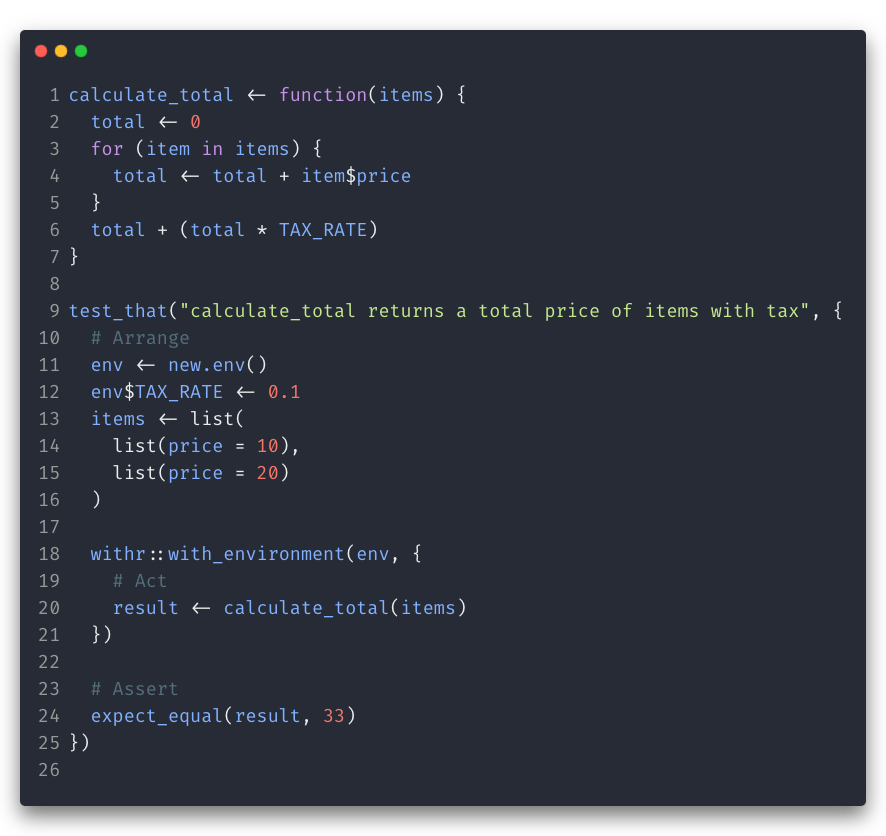 1 calculate_total <- function(items) {
2   total <- 0
3   for (item in items) {
4     total <- total + item$price
5   }
6   total + (total * TAX_RATE)
7 }
8
9 test_that("calculate_total returns a total price of items with tax", {
10   # Arrange
11   env <- new.env()
12   env$TAX_RATE <- 0.1
13   items <- list(
14     list(price = 10),
15     list(price = 20)
16   )
17
18   withr::with_environment(env, {
19     # Act
20     result <- calculate_total(items)
21   })
22
23   # Assert
24   expect_equal(result, 33)
25 })
26